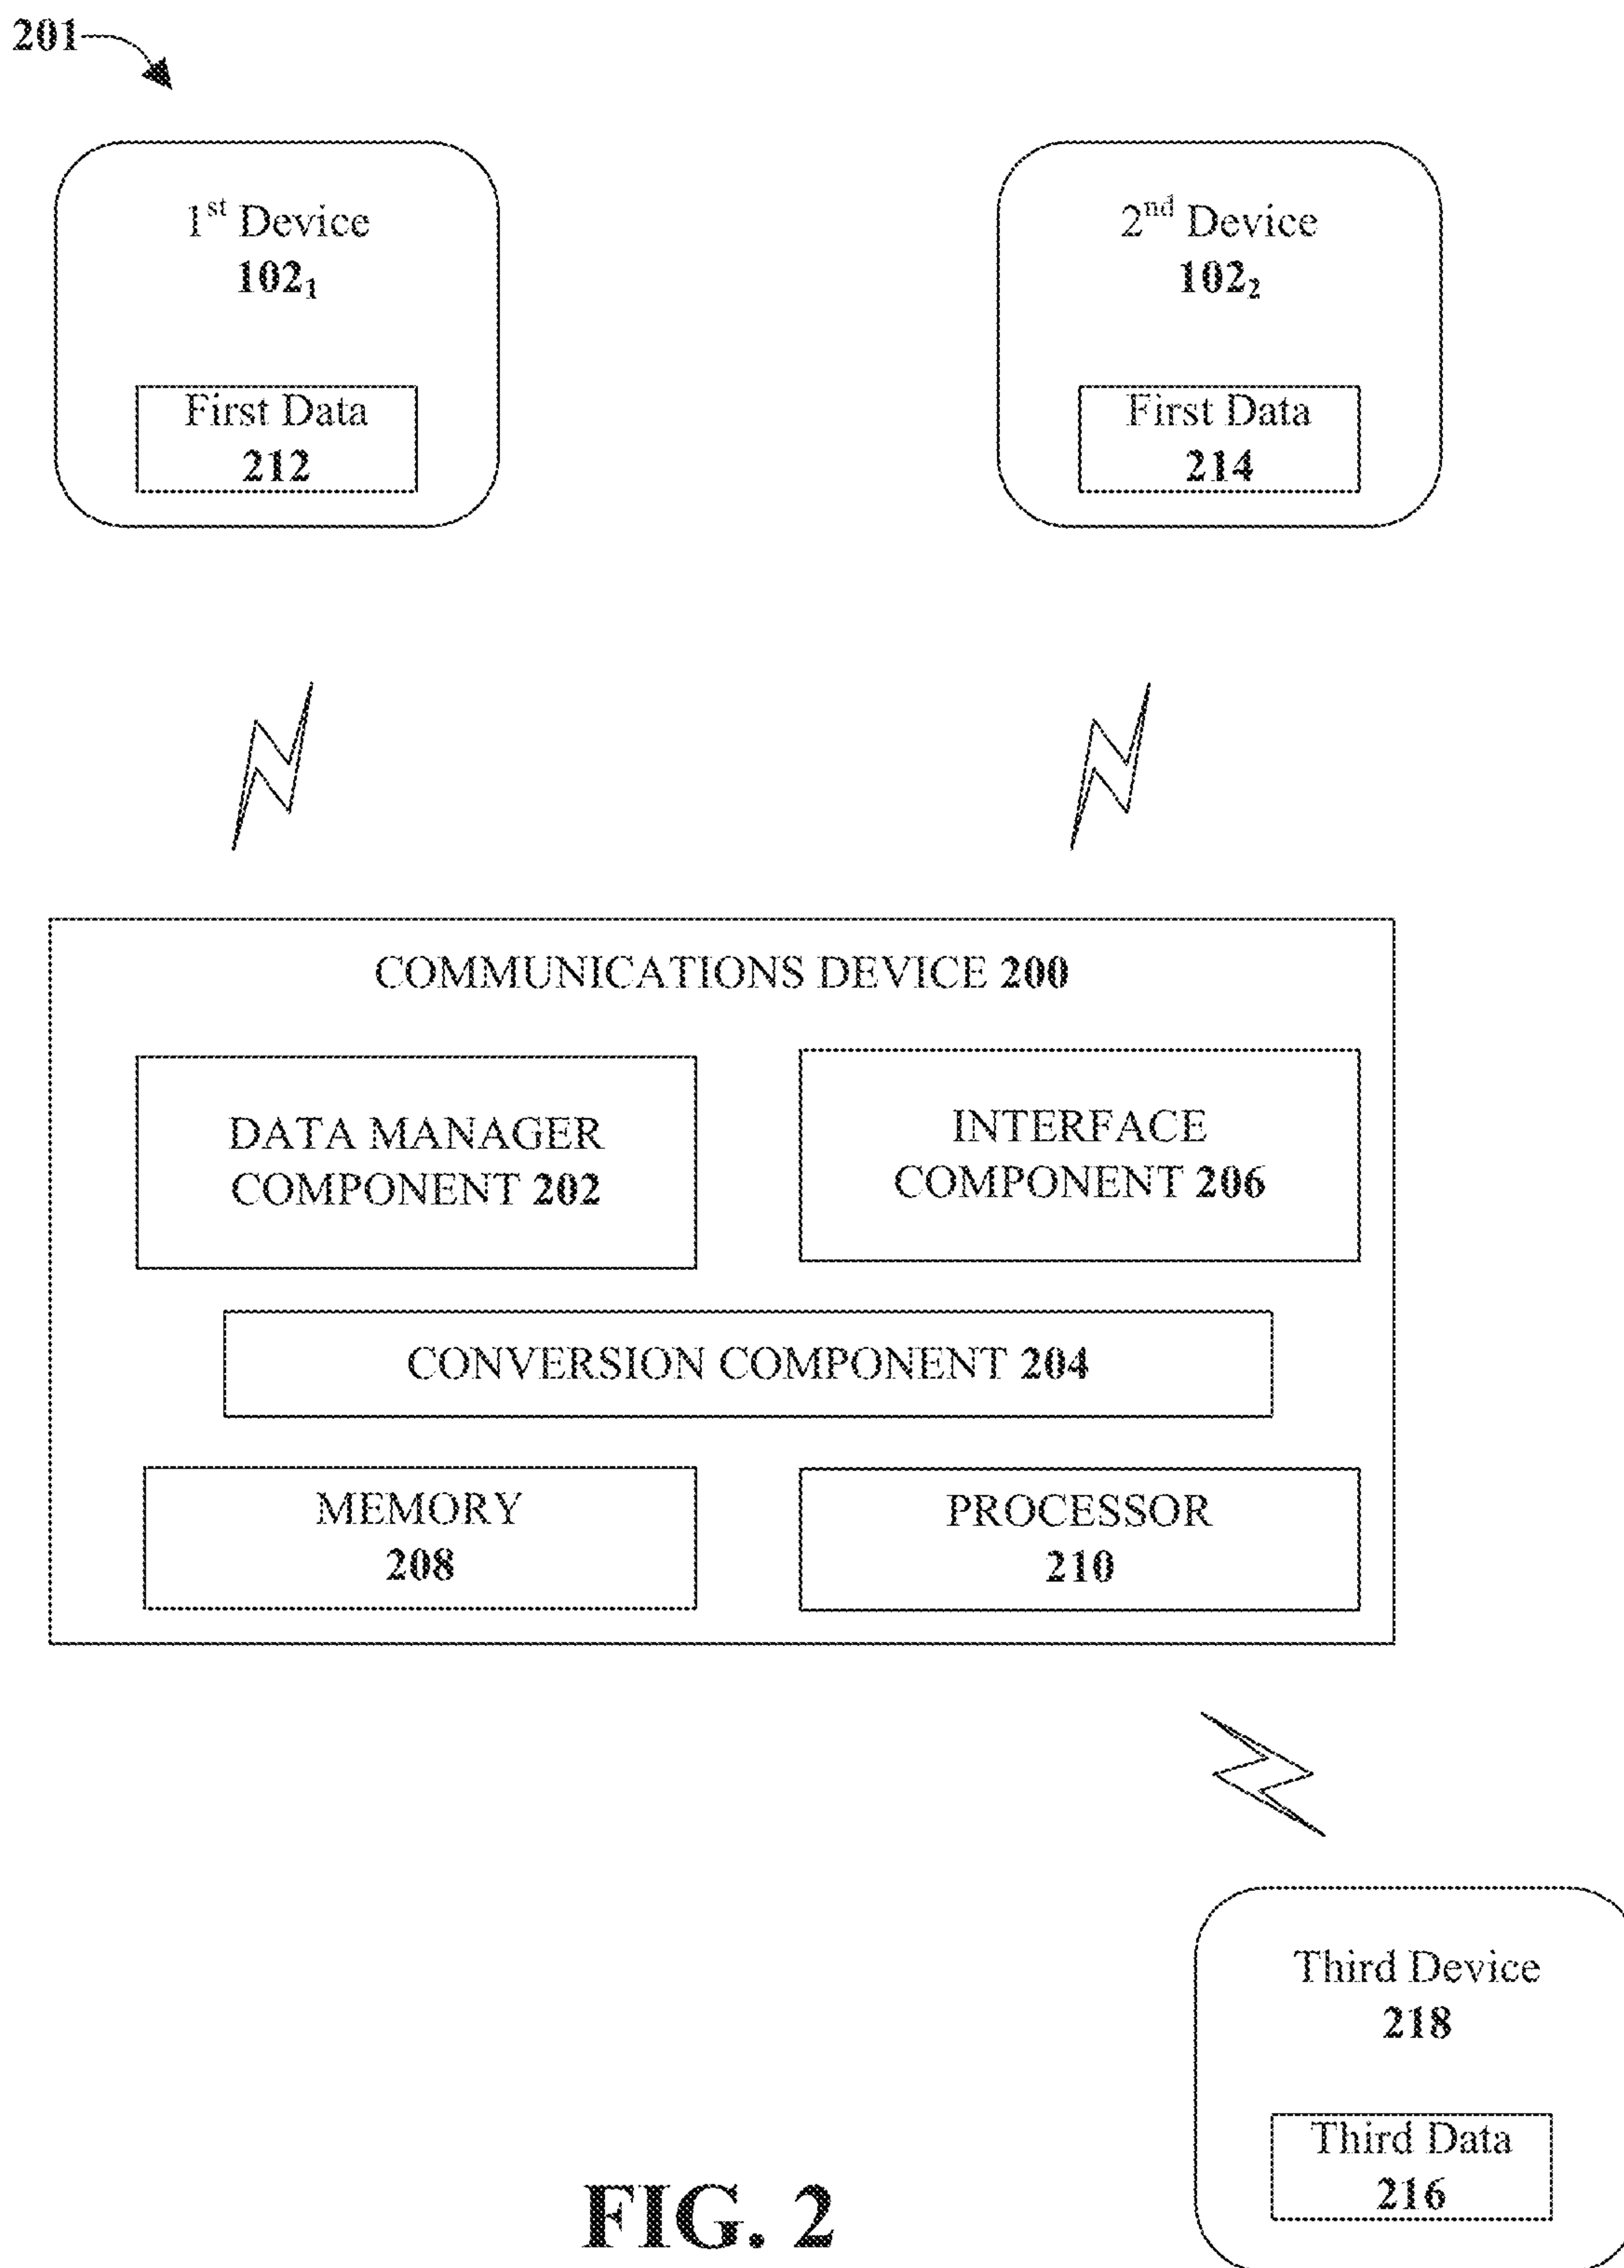 201
1st Device
102₁
First Data
212
2nd Device
102₂
First Data
214
COMMUNICATIONS DEVICE 200
DATA MANAGER
COMPONENT 202
INTERFACE
COMPONENT 206
CONVERSION COMPONENT 204
MEMORY
208
PROCESSOR
210
Third Device
218
Third Data
216
FIG. 2